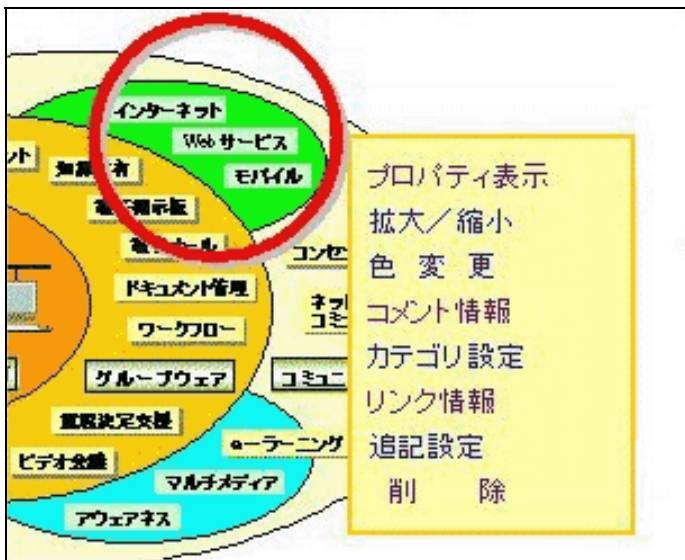 インターネット
Webサービス
モバイル
ドキュメント管理
ワークフロー
グループウェア
意思決定支援
ビデオ会議
eーラーニング
マルチメディア
アウェアネス
プロパティ表示
拡大／縮小
色 変 更
コメント情報
カテゴリ設定
リンク情報
追記設定
削 除